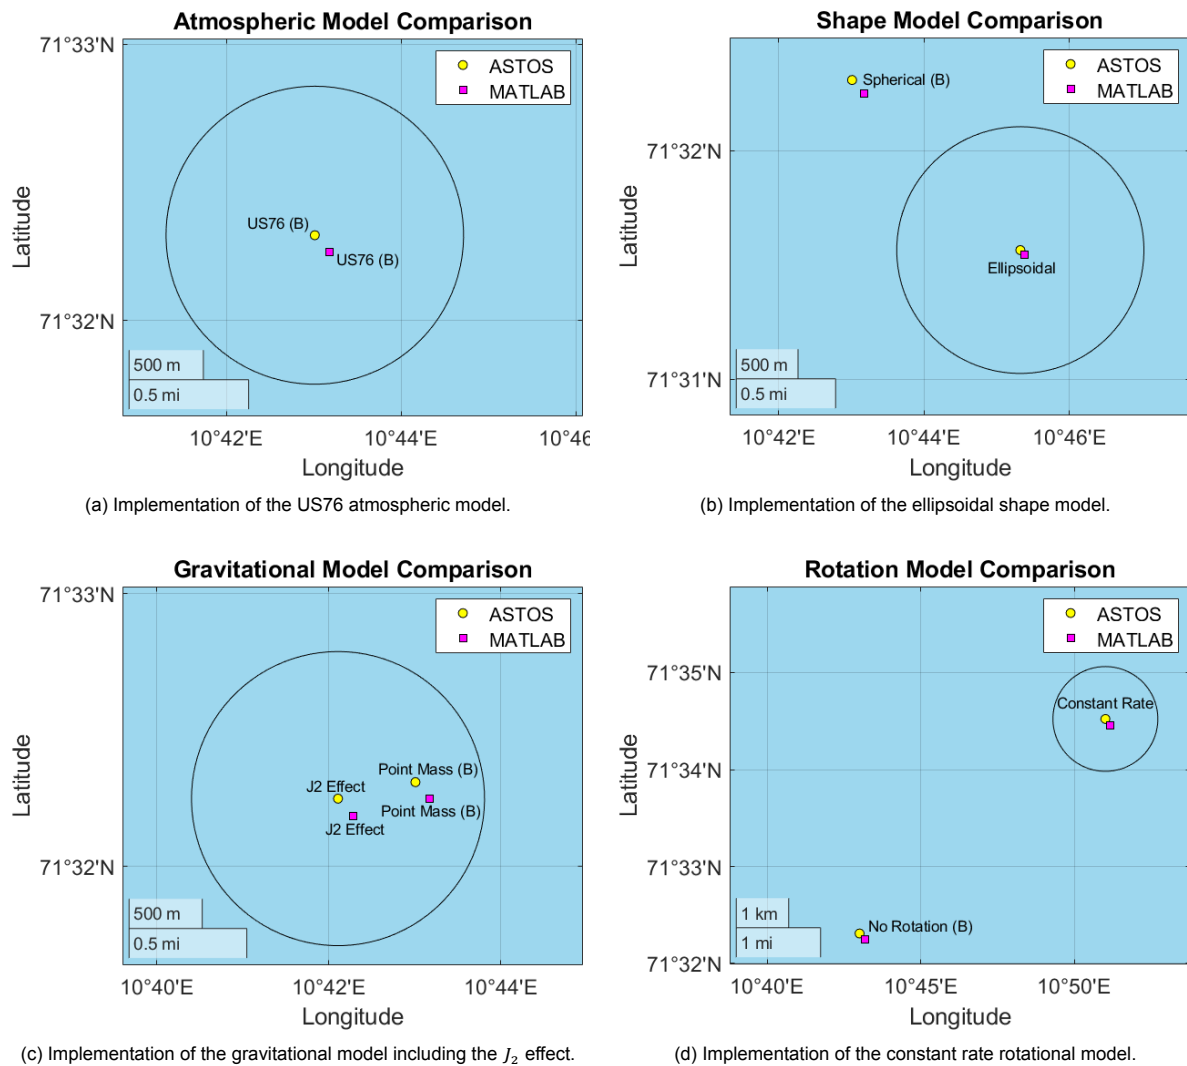 Atmospheric Model Comparison
71°33'N
71°32'N
Latitude
ASTOS
MATLAB
US76 (B)
US76 (B)
500 m
0.5 mi
10°42'E
10°44'E
10°46
Longitude
(a) Implementation of the US76 atmospheric model.
Shape Model Comparison
71°32'N
71°31'N
Latitude
ASTOS
MATLAB
Spherical (B)
Ellipsoidal
500 m
0.5 mi
10°42'E
10°44'E
10°46'E
Longitude
(b) Implementation of the ellipsoidal shape model.
Gravitational Model Comparison
71°33'N
71°32'N
Latitude
ASTOS
MATLAB
Point Mass (B)
J2 Effect
Point Mass (B)
J2 Effect
500 m
0.5 mi
10°40'E
10°42'E
10°44'E
Longitude
(c) Implementation of the gravitational model including the J₂ effect.
Rotation Model Comparison
71°35'N
71°34'N
71°33'N
71°32'N
Latitude
ASTOS
MATLAB
Constant Rate
No Rotation (B)
1 km
1 mi
10°40'E
10°45'E
10°50'E
Longitude
(d) Implementation of the constant rate rotational model.